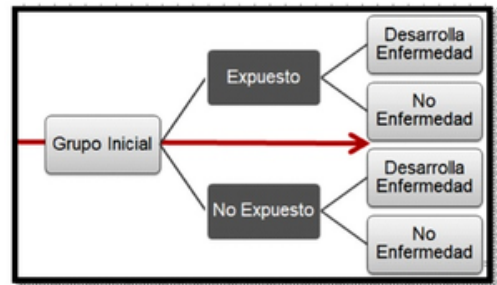 Grupo Inicial
Expuesto
Desarrolla
Enfermedad
No
Enfermedad
No Expuesto
Desarrolla
Enfermedad
No
Enfermedad